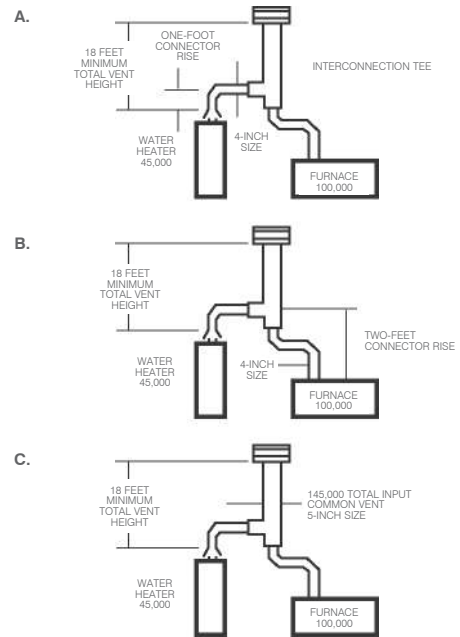 A.
18 FEET
MINIMUM
TOTAL VENT
HEIGHT
ONE-FOOT
CONNECTOR
RISE
INTERCONNECTION TEE
WATER
HEATER
45,000
4-INCH
SIZE
FURNACE
100,000
B.
18 FEET
MINIMUM
TOTAL VENT
HEIGHT
TWO-FEET
CONNECTOR RISE
WATER
HEATER
45,000
4-INCH
SIZE
FURNACE
100,000
C.
18 FEET
MINIMUM
TOTAL VENT
HEIGHT
145,000 TOTAL INPUT
COMMON VENT
5-INCH SIZE
WATER
HEATER
45,000
FURNACE
100,000